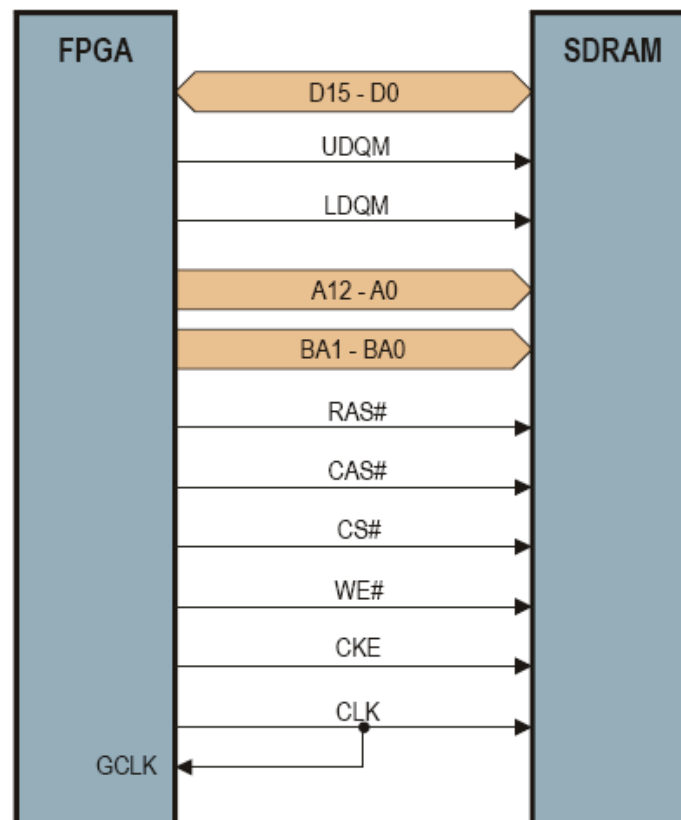 FPGA
SDRAM
D15 - D0
UDQM
LDQM
A12 - A0
BA1 - BA0
RAS#
CAS#
CS#
WE#
CKE
CLK
GCLK